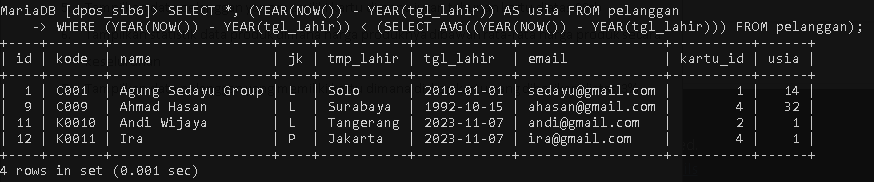 MariaDB [dpos_sib6]> SELECT *, (YEAR(NOW()) - YEAR(tgl_lahir)) AS usia FROM pelanggan
    -> WHERE (YEAR(NOW()) - YEAR(tgl_lahir)) < (SELECT AVG((YEAR(NOW()) - YEAR(tgl_lahir))) FROM pelanggan);
+----+-------+--------------------+------+------------+------------+-------------------+----------+------+
| id | kode  | nama               | jk   | tmp_lahir  | tgl_lahir  | email             | kartu_id | usia |
+----+-------+--------------------+------+------------+------------+-------------------+----------+------+
|  1 | C001  | Agung Sedayu Group | L    | Solo       | 2010-01-01 | sedayu@gmail.com  |        1 |   14 |
|  9 | C009  | Ahmad Hasan        | L    | Surabaya   | 1992-10-15 | ahasan@gmail.com  |        4 |   32 |
| 11 | K0010 | Andi Wijaya        | L    | Tangerang  | 2023-11-07 | andi@gmail.com    |        2 |    1 |
| 12 | K0011 | Ira                | P    | Jakarta    | 2023-11-07 | ira@gmail.com     |        4 |    1 |
+----+-------+--------------------+------+------------+------------+-------------------+----------+------+
4 rows in set (0.001 sec)